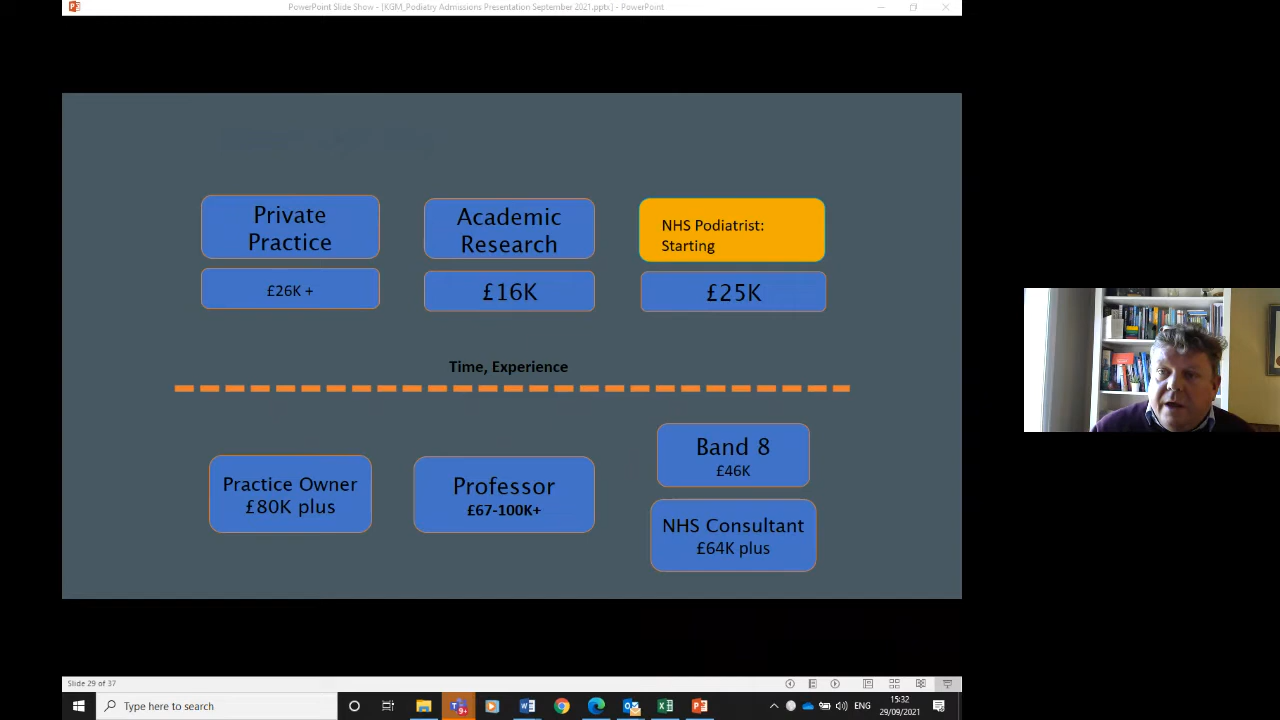 PowerPoint Slide Show - [KGM_Podiatry Admissions Presentation September 2021.pptx] - PowerPoint
Private
Practice
£26K +
Academic
Research
£16K
NHS Podiatrist:
Starting
£25K
Time, Experience
Practice Owner
£80K plus
Professor
£67-100K+
Band 8
£46K
NHS Consultant
£64K plus
Slide 29 of 37
Type here to search
9+
ENG
15:32
29/09/2021